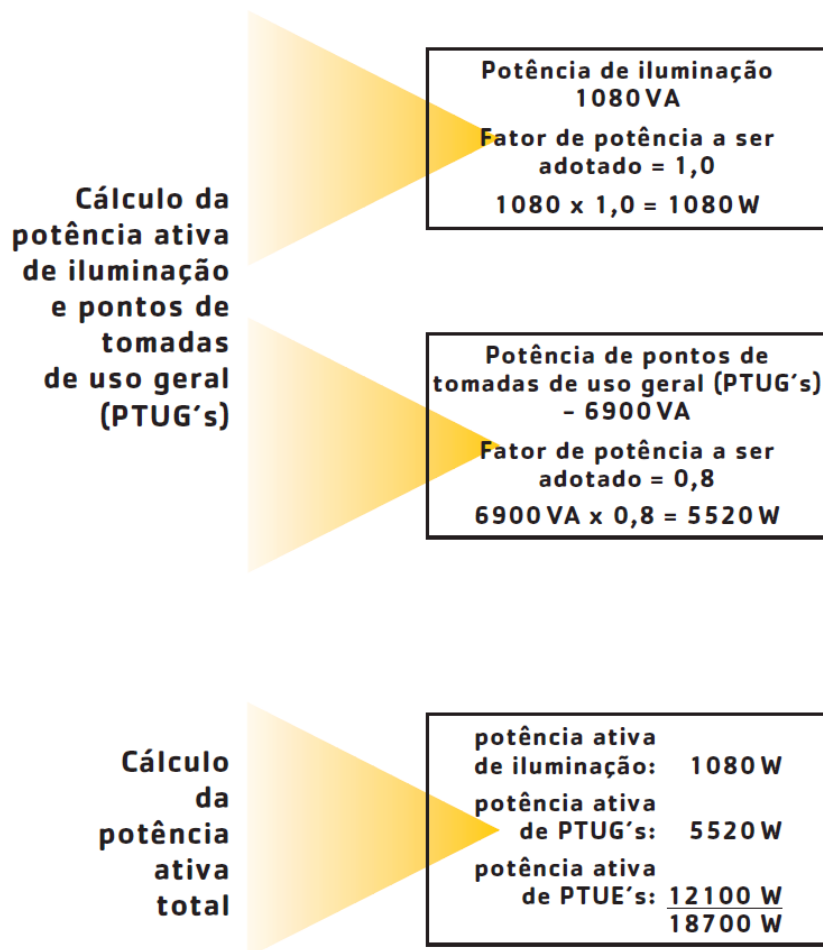 Cálculo da
potência ativa
de iluminação
e pontos de
tomadas
de uso geral
(PTUG´s)
Potência de iluminação
1080 VA
Fator de potência a ser
adotado = 1,0
1080 x 1,0 = 1080 W
Potência de pontos de
tomadas de uso geral (PTUG´s)
– 6900 VA
Fator de potência a ser
adotado = 0,8
6900 VA x 0,8 = 5520 W
Cálculo
da
potência
ativa
total
potência ativa
de iluminação: 1080 W
potência ativa
de PTUG´s: 5520 W
potência ativa
de PTUE´s: 12100 W
18700 W